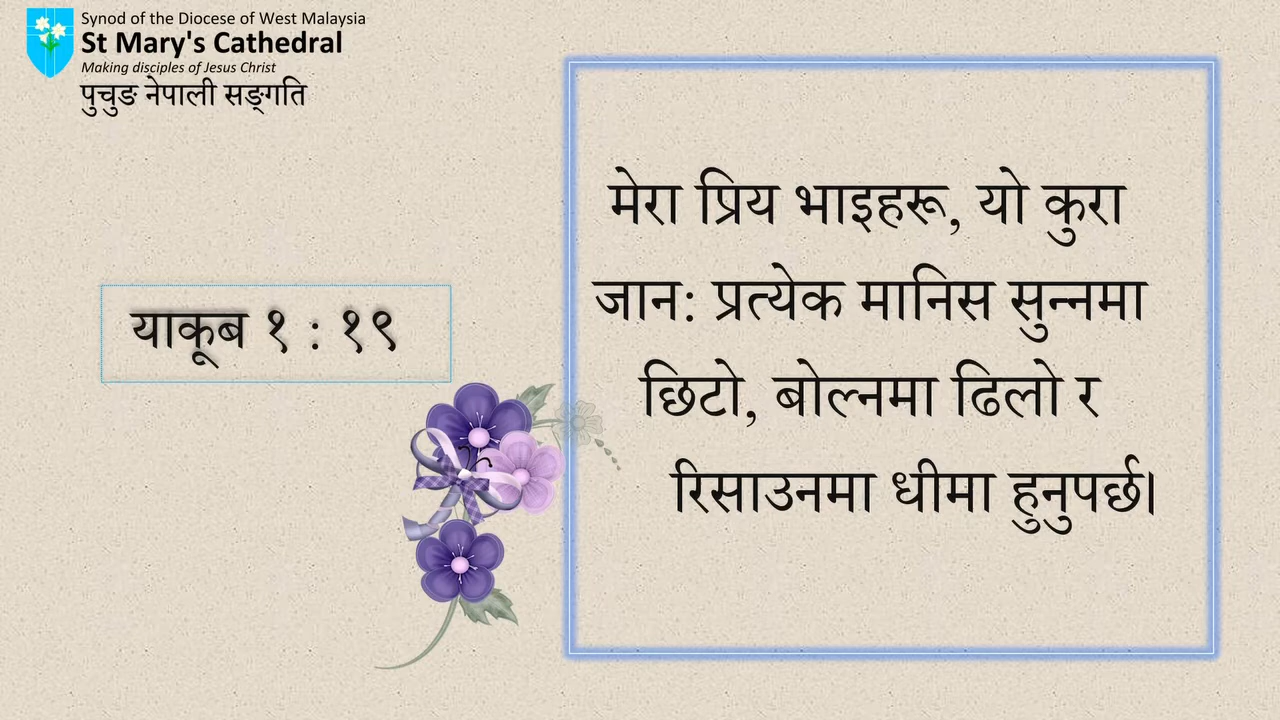 Synod of the Diocese of West Malaysia
St Mary's Cathedral
Making disciples of Jesus Christ
पुचुङ नेपाली सङ्गति
याकूब १ : १९
मेरा प्रिय भाइहरू, यो कुरा
जान: प्रत्येक मानिस सुन्नमा
छिटो, बोल्नमा ढिलो र
रिसाउनमा धीमा हुनुपर्छ।